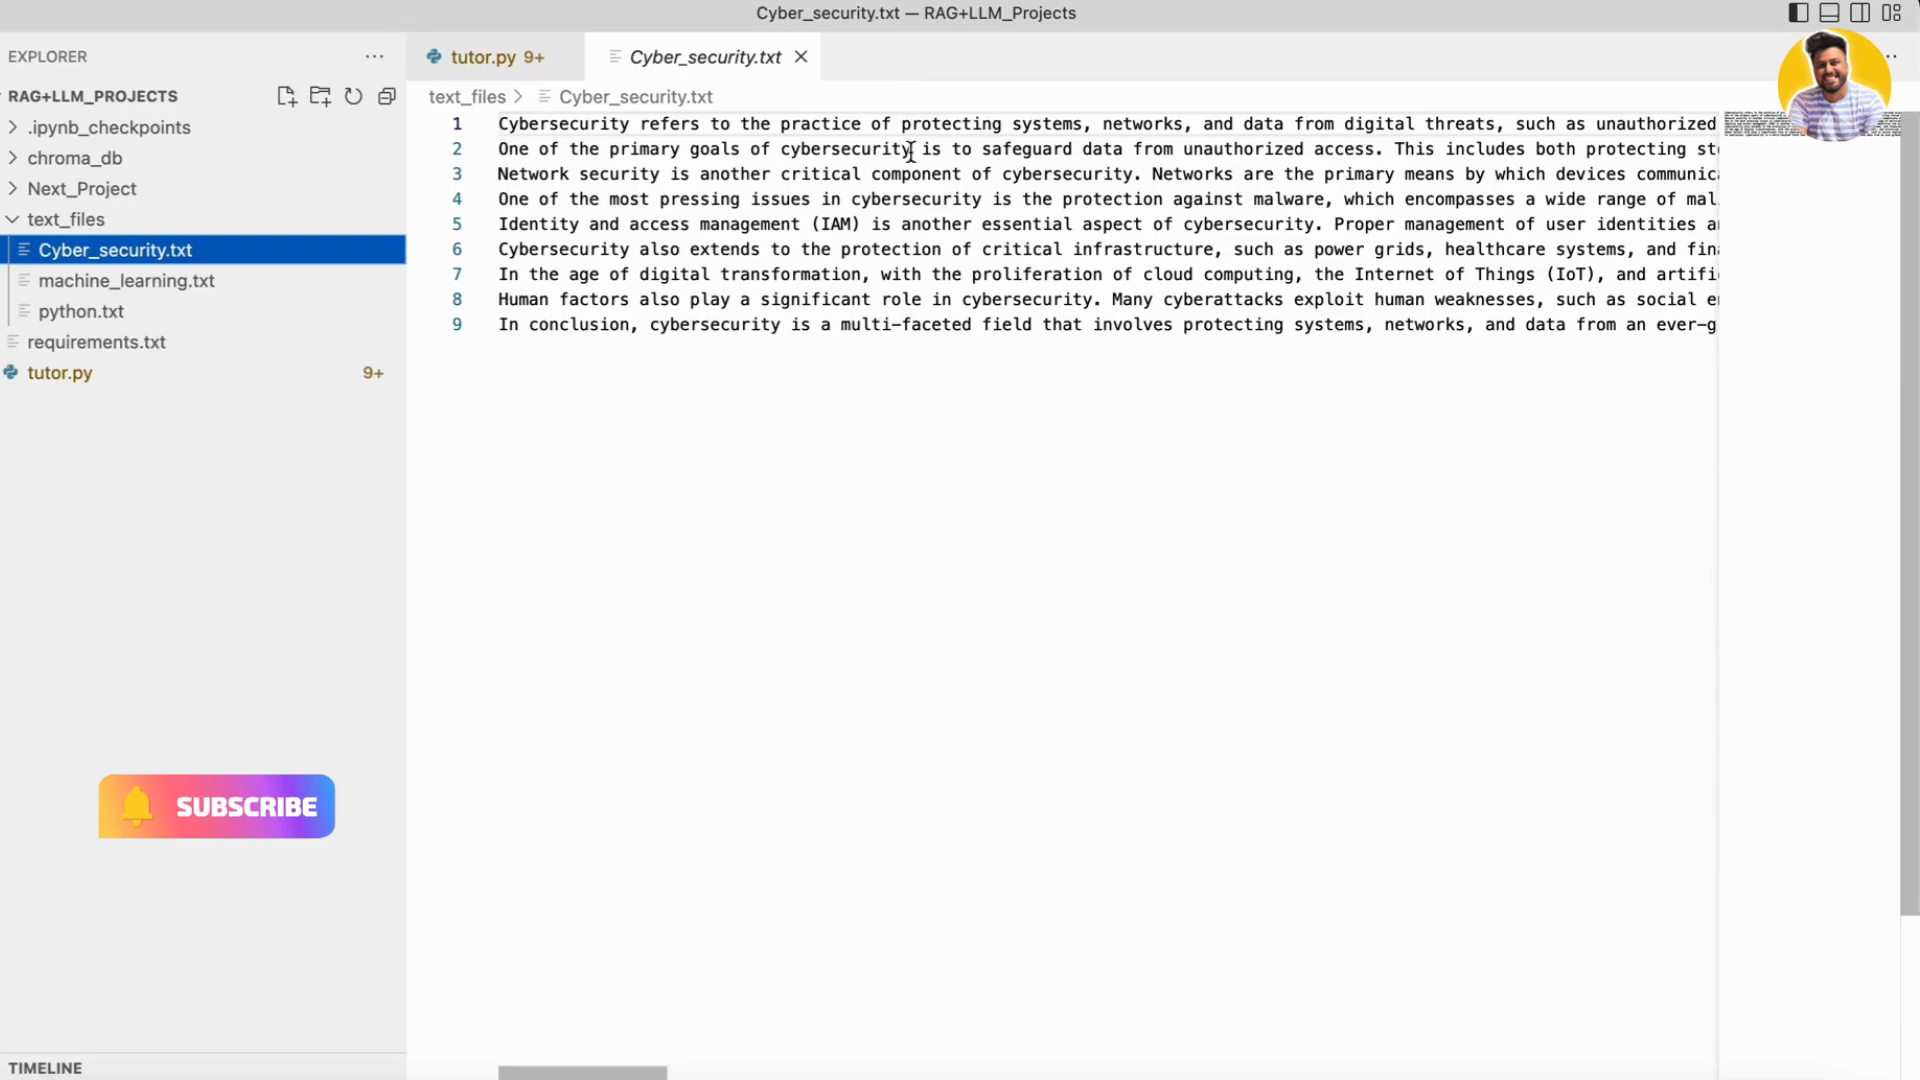 Cyber_security.txt — RAG+LLM_Projects
EXPLORER
tutor.py 9+
Cyber_security.txt
RAG+LLM_PROJECTS
text_files > Cyber_security.txt
.ipynb_checkpoints
chroma_db
Next_Project
text_files
Cyber_security.txt
machine_learning.txt
python.txt
requirements.txt
tutor.py 9+
1 Cybersecurity refers to the practice of protecting systems, networks, and data from digital threats, such as unauthorized
2 One of the primary goals of cybersecurity is to safeguard data from unauthorized access. This includes both protecting st
3 Network security is another critical component of cybersecurity. Networks are the primary means by which devices communica
4 One of the most pressing issues in cybersecurity is the protection against malware, which encompasses a wide range of mal
5 Identity and access management (IAM) is another essential aspect of cybersecurity. Proper management of user identities a
6 Cybersecurity also extends to the protection of critical infrastructure, such as power grids, healthcare systems, and fina
7 In the age of digital transformation, with the proliferation of cloud computing, the Internet of Things (IoT), and artifi
8 Human factors also play a significant role in cybersecurity. Many cyberattacks exploit human weaknesses, such as social e
9 In conclusion, cybersecurity is a multi-faceted field that involves protecting systems, networks, and data from an ever-g
SUBSCRIBE
TIMELINE